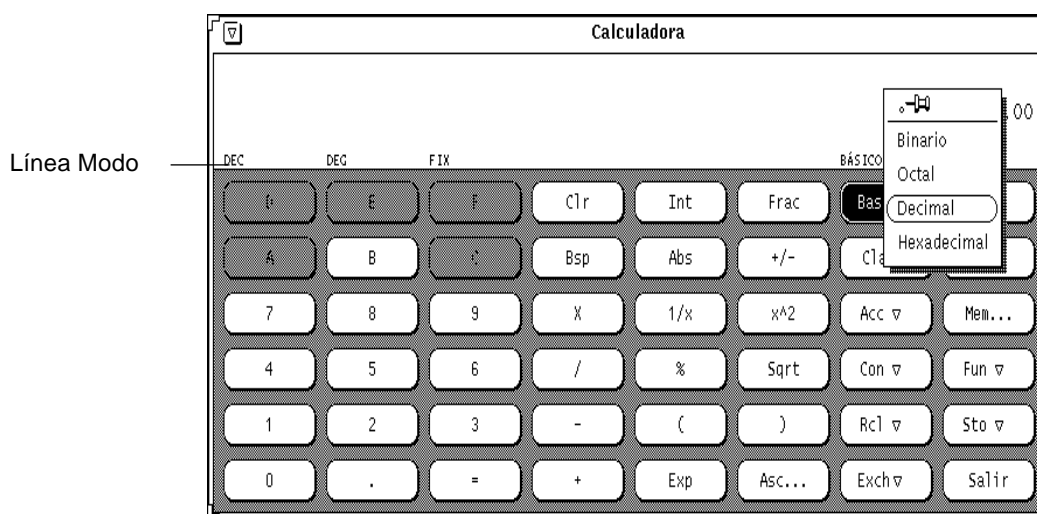 Calculadora
.00
Binario
Octal
Decimal
Hexadecimal
Línea Modo
DEC DEG FIX BÁSICO
D E F Clr Int Frac Bas
A B C Bsp Abs +/- Cla
7 8 9 X 1/x x^2 Acc Mem...
4 5 6 / % Sqrt Con Fun
1 2 3 - ( ) Rcl Sto
0 . = + Exp Asc... Exch Salir